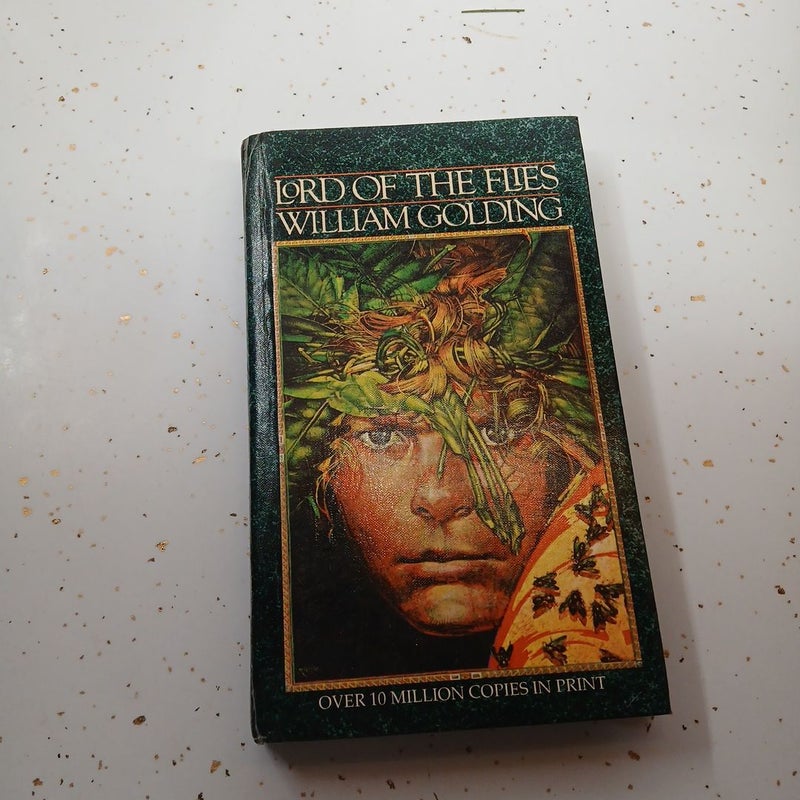 LORD OF THE FLIES
WILLIAM GOLDING
OVER 10 MILLION COPIES IN PRINT